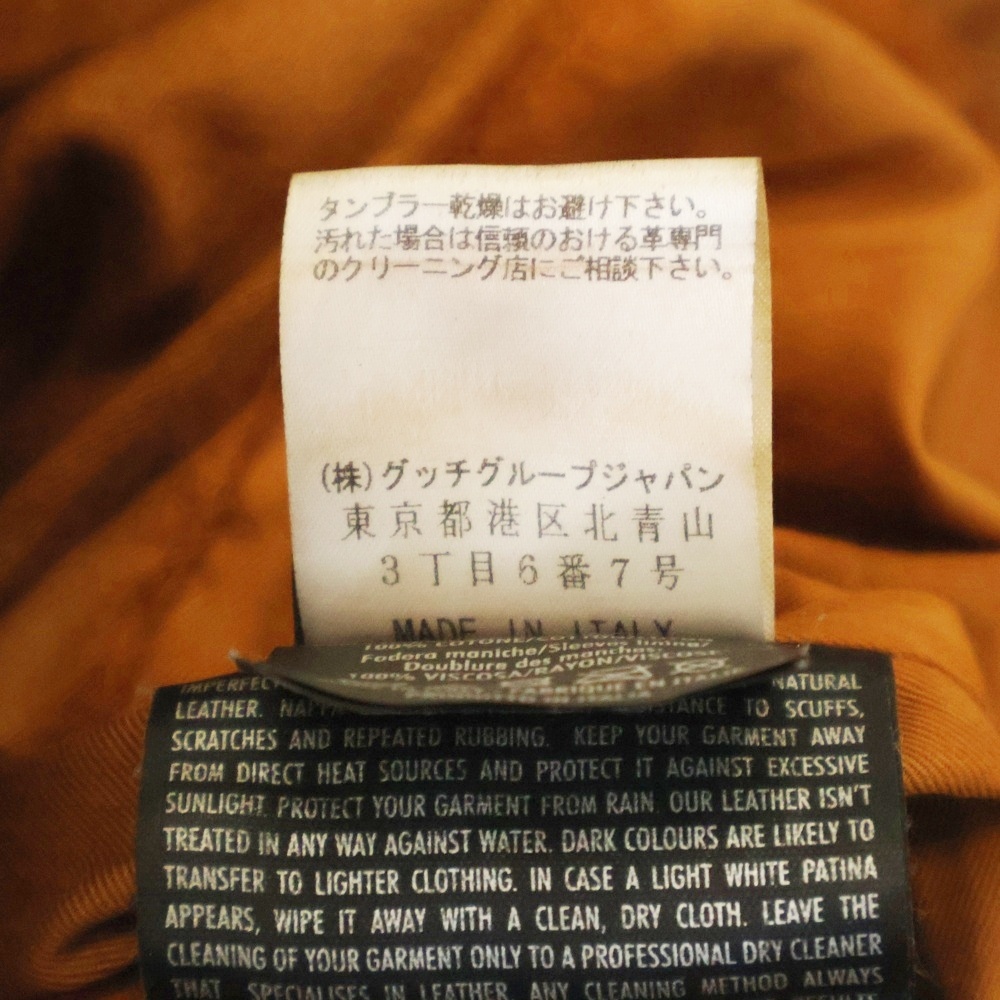 タンブラー乾燥はお避け下さい。
汚れた場合は信頼のおける革専門
のクリーニング店にご相談下さい。
(株)グッチグループジャパン
東京都港区北青山
3丁目6番7号
MADE IN ITALY
Fodera maniche/Sleeves lining/
Doublure des manches:
100% VISCOSA/RAYON/VISCOSE
NATURAL
LEATHER. TO SCUFFS,
SCRATCHES AND REPEATED RUBBING. KEEP YOUR GARMENT AWAY
FROM DIRECT HEAT SOURCES AND PROTECT IT AGAINST EXCESSIVE
SUNLIGHT. PROTECT YOUR GARMENT FROM RAIN. OUR LEATHER ISN'T
TREATED IN ANY WAY AGAINST WATER. DARK COLOURS ARE LIKELY TO
TRANSFER TO LIGHTER CLOTHING. IN CASE A LIGHT WHITE PATINA
APPEARS, WIPE IT AWAY WITH A CLEAN, DRY CLOTH. LEAVE THE
CLEANING OF YOUR GARMENT ONLY TO A PROFESSIONAL DRY CLEANER
THAT SPECIALISES IN LEATHER. ANY CLEANING METHOD ALWAYS